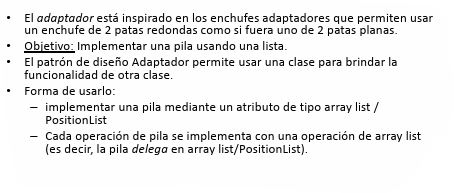 • El adaptador está inspirado en los enchufes adaptadores que permiten usar
un enchufe de 2 patas redondas como si fuera uno de 2 patas planas.
• Objetivo: Implementar una pila usando una lista.
• El patrón de diseño Adaptador permite usar una clase para brindar la
funcionalidad de otra clase.
• Forma de usarlo:
– implementar una pila mediante un atributo de tipo array list /
PositionList
– Cada operación de pila se implementa con una operación de array list
(es decir, la pila delega en array list/PositionList).